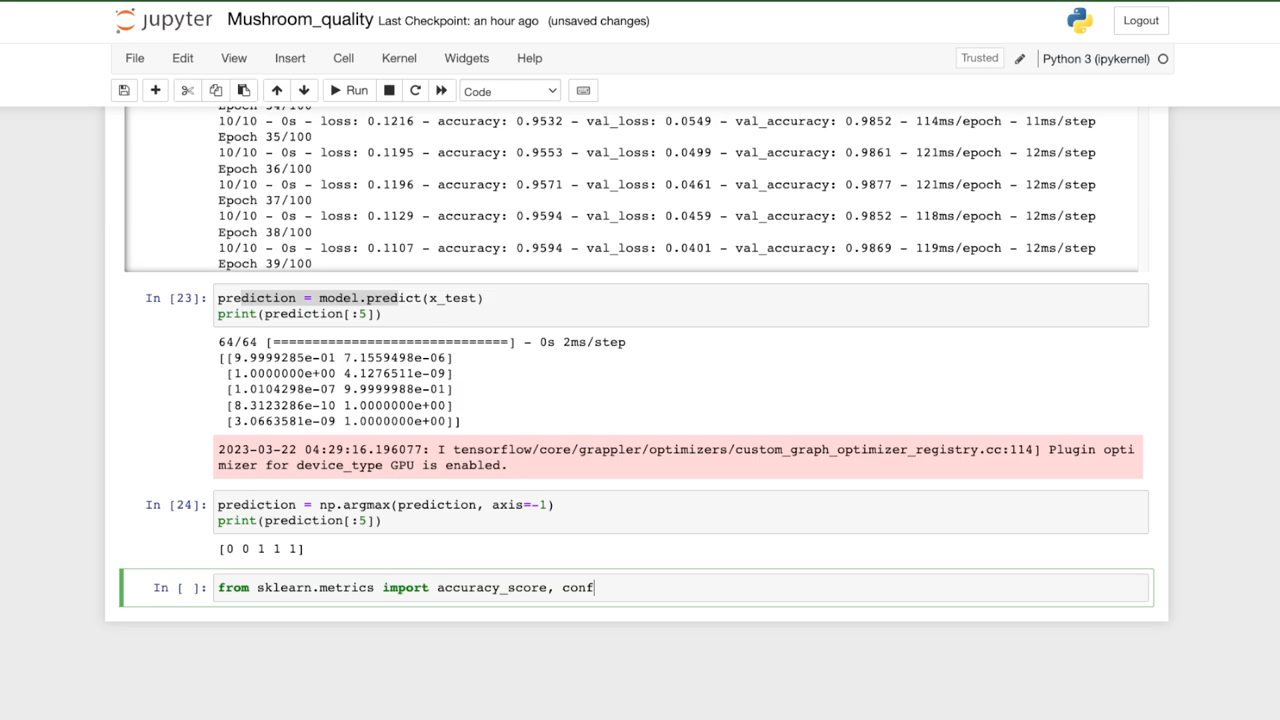 jupyter Mushroom_quality Last Checkpoint: an hour ago (unsaved changes) Logout
File Edit View Insert Cell Kernel Widgets Help Trusted Python 3 (ipykernel)
Run Code
Epoch 34/100
10/10 - 0s - loss: 0.1216 - accuracy: 0.9532 - val_loss: 0.0549 - val_accuracy: 0.9852 - 114ms/epoch - 11ms/step
Epoch 35/100
10/10 - 0s - loss: 0.1195 - accuracy: 0.9553 - val_loss: 0.0499 - val_accuracy: 0.9861 - 121ms/epoch - 12ms/step
Epoch 36/100
10/10 - 0s - loss: 0.1196 - accuracy: 0.9571 - val_loss: 0.0461 - val_accuracy: 0.9877 - 121ms/epoch - 12ms/step
Epoch 37/100
10/10 - 0s - loss: 0.1129 - accuracy: 0.9594 - val_loss: 0.0459 - val_accuracy: 0.9852 - 118ms/epoch - 12ms/step
Epoch 38/100
10/10 - 0s - loss: 0.1107 - accuracy: 0.9594 - val_loss: 0.0401 - val_accuracy: 0.9869 - 119ms/epoch - 12ms/step
Epoch 39/100
In [23]: prediction = model.predict(x_test)
print(prediction[:5])
64/64 [==============================] - 0s 2ms/step
[[9.9999285e-01 7.1559498e-06]
[1.0000000e+00 4.1276511e-09]
[1.0104298e-07 9.9999988e-01]
[8.3123286e-10 1.0000000e+00]
[3.0663581e-09 1.0000000e+00]]
2023-03-22 04:29:16.196077: I tensorflow/core/grappler/optimizers/custom_graph_optimizer_registry.cc:114] Plugin opti
mizer for device_type GPU is enabled.
In [24]: prediction = np.argmax(prediction, axis=-1)
print(prediction[:5])
[0 0 1 1 1]
In [ ]: from sklearn.metrics import accuracy_score, conf